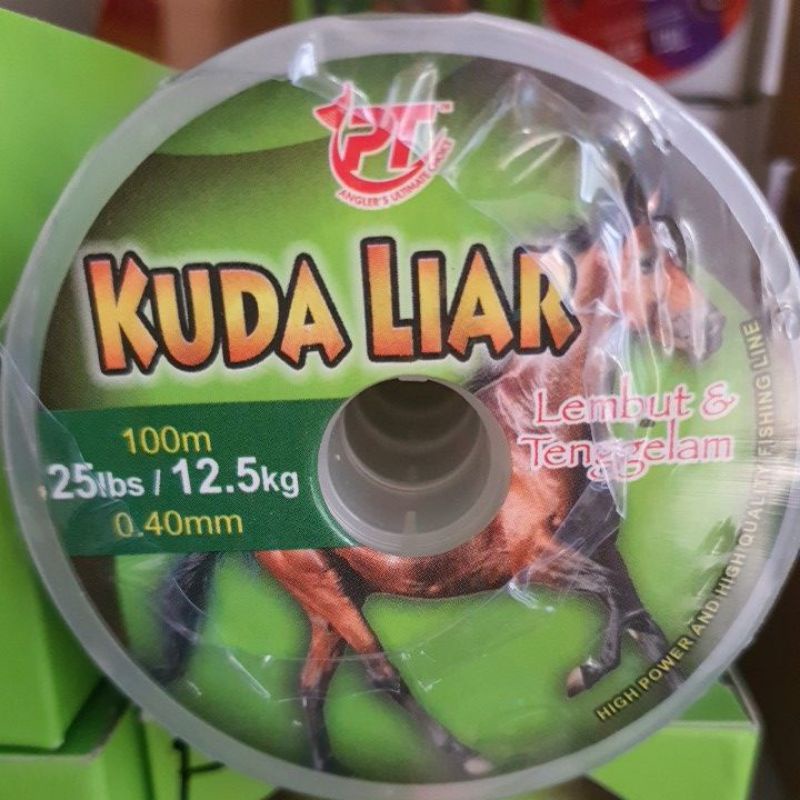 PT™
ANGLER'S ULTIMATE CHOICE
KUDA LIAR
100m
25lbs / 12.5kg
0.40mm
Lembut &
Tenggelam
HIGH POWER AND HIGH QUALITY FISHING LINE